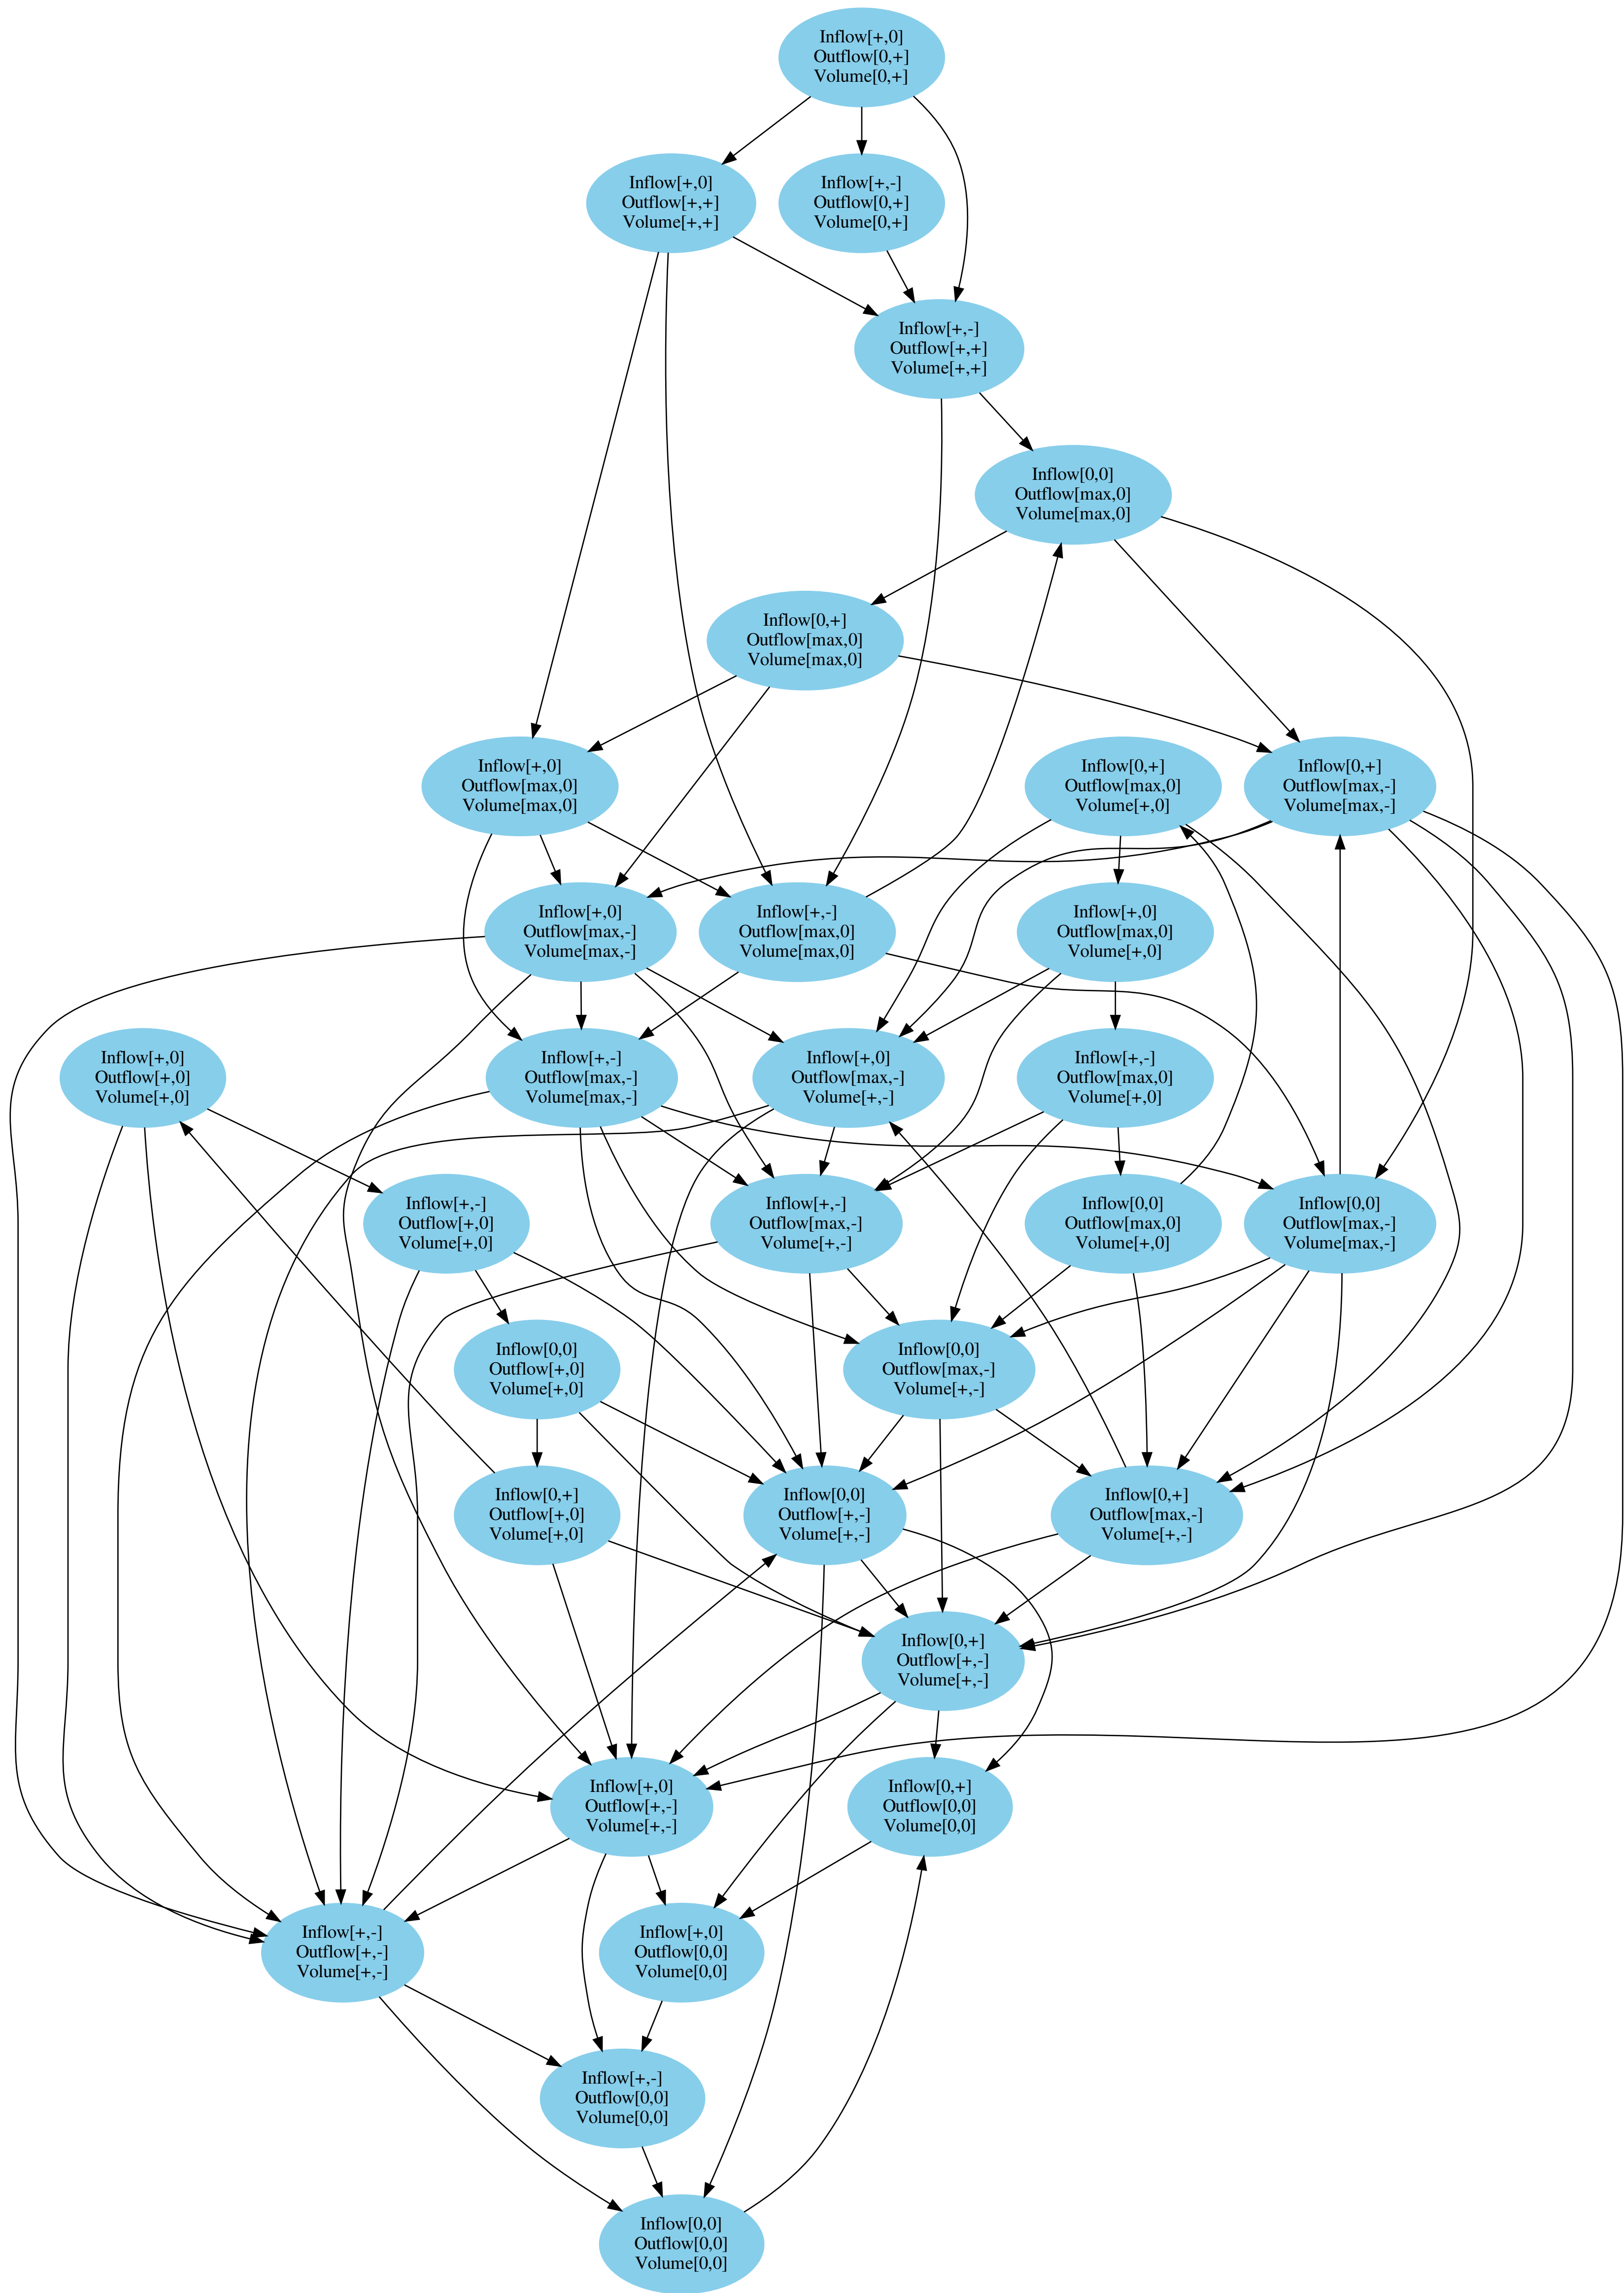 Inflow[+,0]
Outflow[0,+]
Volume[0,+]
Inflow[+,0]
Outflow[+,+]
Volume[+,+]
Inflow[+,-]
Outflow[0,+]
Volume[0,+]
Inflow[+,-]
Outflow[+,+]
Volume[+,+]
Inflow[0,0]
Outflow[max,0]
Volume[max,0]
Inflow[0,+]
Outflow[max,0]
Volume[max,0]
Inflow[+,0]
Outflow[max,0]
Volume[max,0]
Inflow[0,+]
Outflow[max,0]
Volume[+,0]
Inflow[0,+]
Outflow[max,-]
Volume[max,-]
Inflow[+,0]
Outflow[max,-]
Volume[max,-]
Inflow[+,-]
Outflow[max,0]
Volume[max,0]
Inflow[+,0]
Outflow[max,0]
Volume[+,0]
Inflow[+,0]
Outflow[+,0]
Volume[+,0]
Inflow[+,-]
Outflow[max,-]
Volume[max,-]
Inflow[+,0]
Outflow[max,-]
Volume[+,-]
Inflow[+,-]
Outflow[max,0]
Volume[+,0]
Inflow[+,-]
Outflow[+,0]
Volume[+,0]
Inflow[+,-]
Outflow[max,-]
Volume[+,-]
Inflow[0,0]
Outflow[max,0]
Volume[+,0]
Inflow[0,0]
Outflow[max,-]
Volume[max,-]
Inflow[0,0]
Outflow[+,0]
Volume[+,0]
Inflow[0,0]
Outflow[max,-]
Volume[+,-]
Inflow[0,+]
Outflow[+,0]
Volume[+,0]
Inflow[0,0]
Outflow[+,-]
Volume[+,-]
Inflow[0,+]
Outflow[max,-]
Volume[+,-]
Inflow[0,+]
Outflow[+,-]
Volume[+,-]
Inflow[+,0]
Outflow[+,-]
Volume[+,-]
Inflow[0,+]
Outflow[0,0]
Volume[0,0]
Inflow[+,-]
Outflow[+,-]
Volume[+,-]
Inflow[+,0]
Outflow[0,0]
Volume[0,0]
Inflow[+,-]
Outflow[0,0]
Volume[0,0]
Inflow[0,0]
Outflow[0,0]
Volume[0,0]